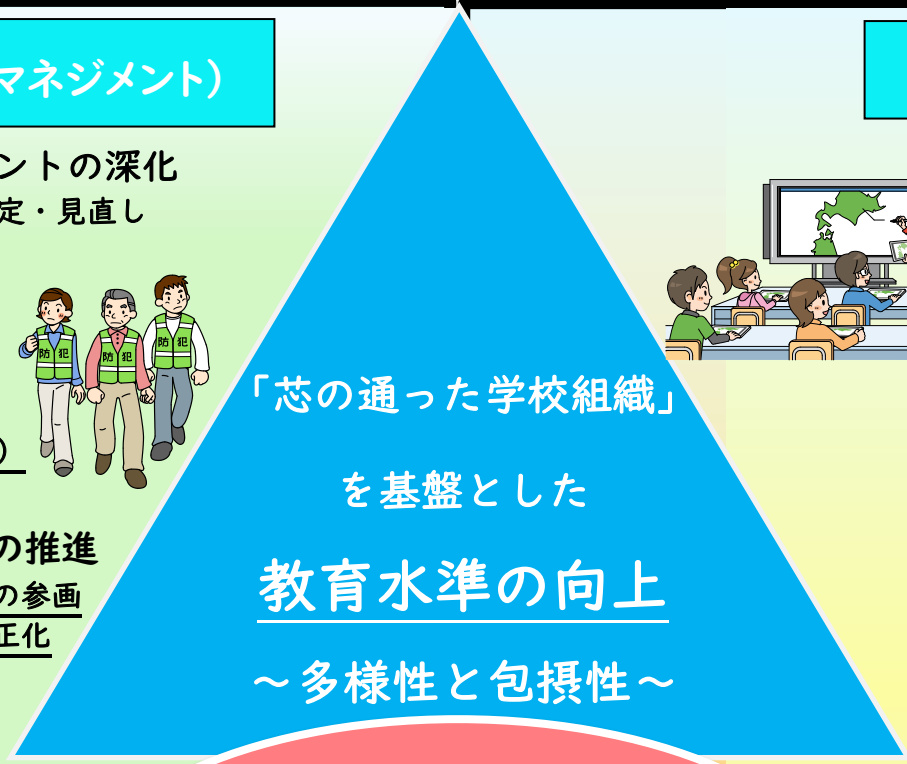 マネジメント）
ントの深化
定・見直し
防犯
防犯
防犯
）
の推進
の参画
正化
「芯の通った学校組織」
を基盤とした
教育水準の向上
～多様性と包摂性～